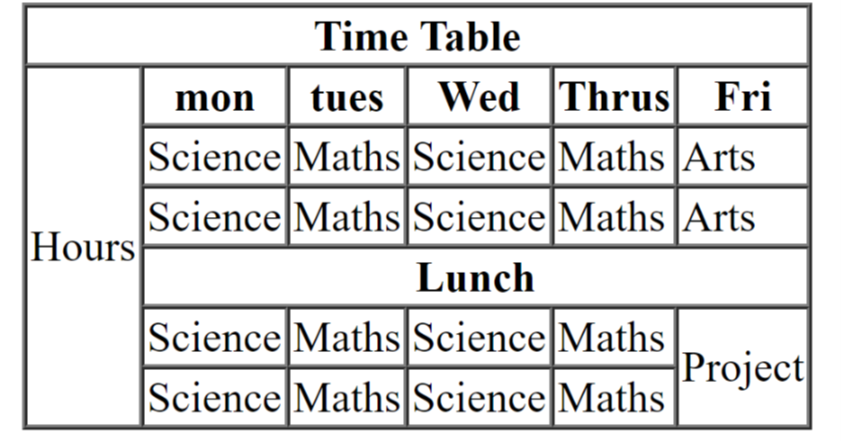 Time Table
mon tues Wed Thrus Fri
Science Maths Science Maths Arts
Science Maths Science Maths Arts
Hours
Lunch
Science Maths Science Maths
Project
Science Maths Science Maths